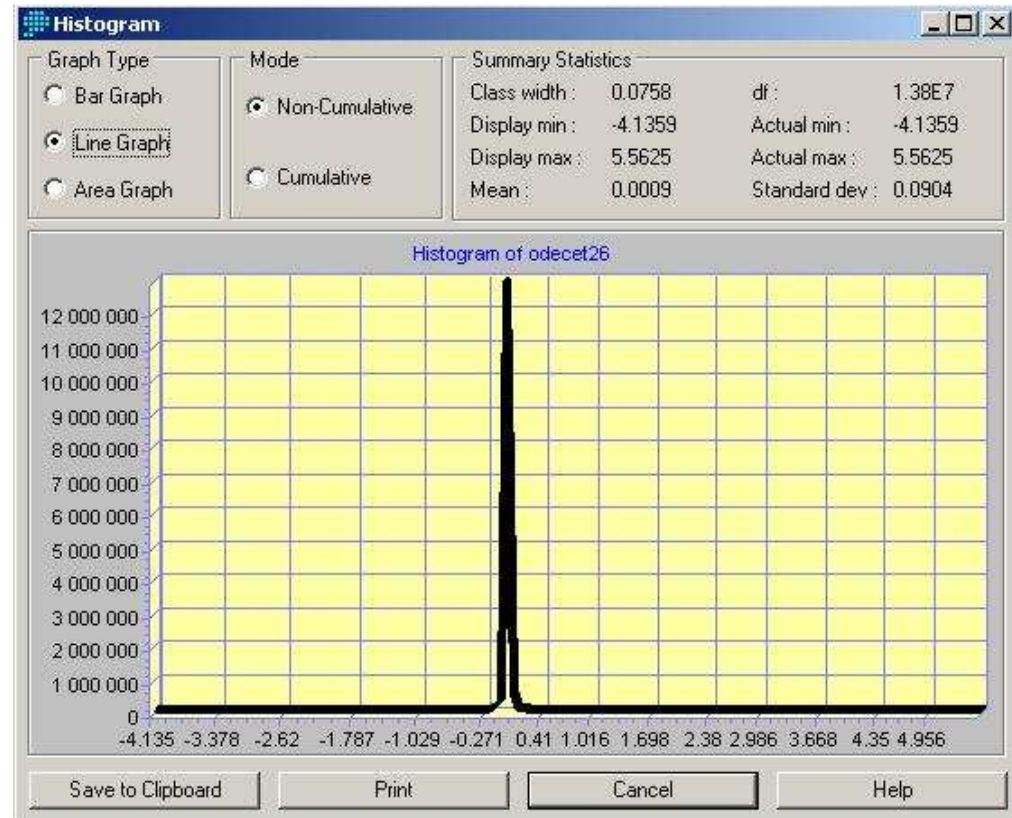 Histogram
Graph Type
Bar Graph
Line Graph
Area Graph
Mode
Non-Cumulative
Cumulative
Summary Statistics
Class width : 0.0758 df : 1.38E7
Display min : -4.1359 Actual min : -4.1359
Display max : 5.5625 Actual max : 5.5625
Mean : 0.0009 Standard dev : 0.0904
Histogram of odecet26
12 000 000
11 000 000
10 000 000
9 000 000
8 000 000
7 000 000
6 000 000
5 000 000
4 000 000
3 000 000
2 000 000
1 000 000
0
-4.135 -3.378 -2.62 -1.787 -1.029 -0.271 0.41 1.016 1.698 2.38 2.986 3.668 4.35 4.956
Save to Clipboard Print Cancel Help